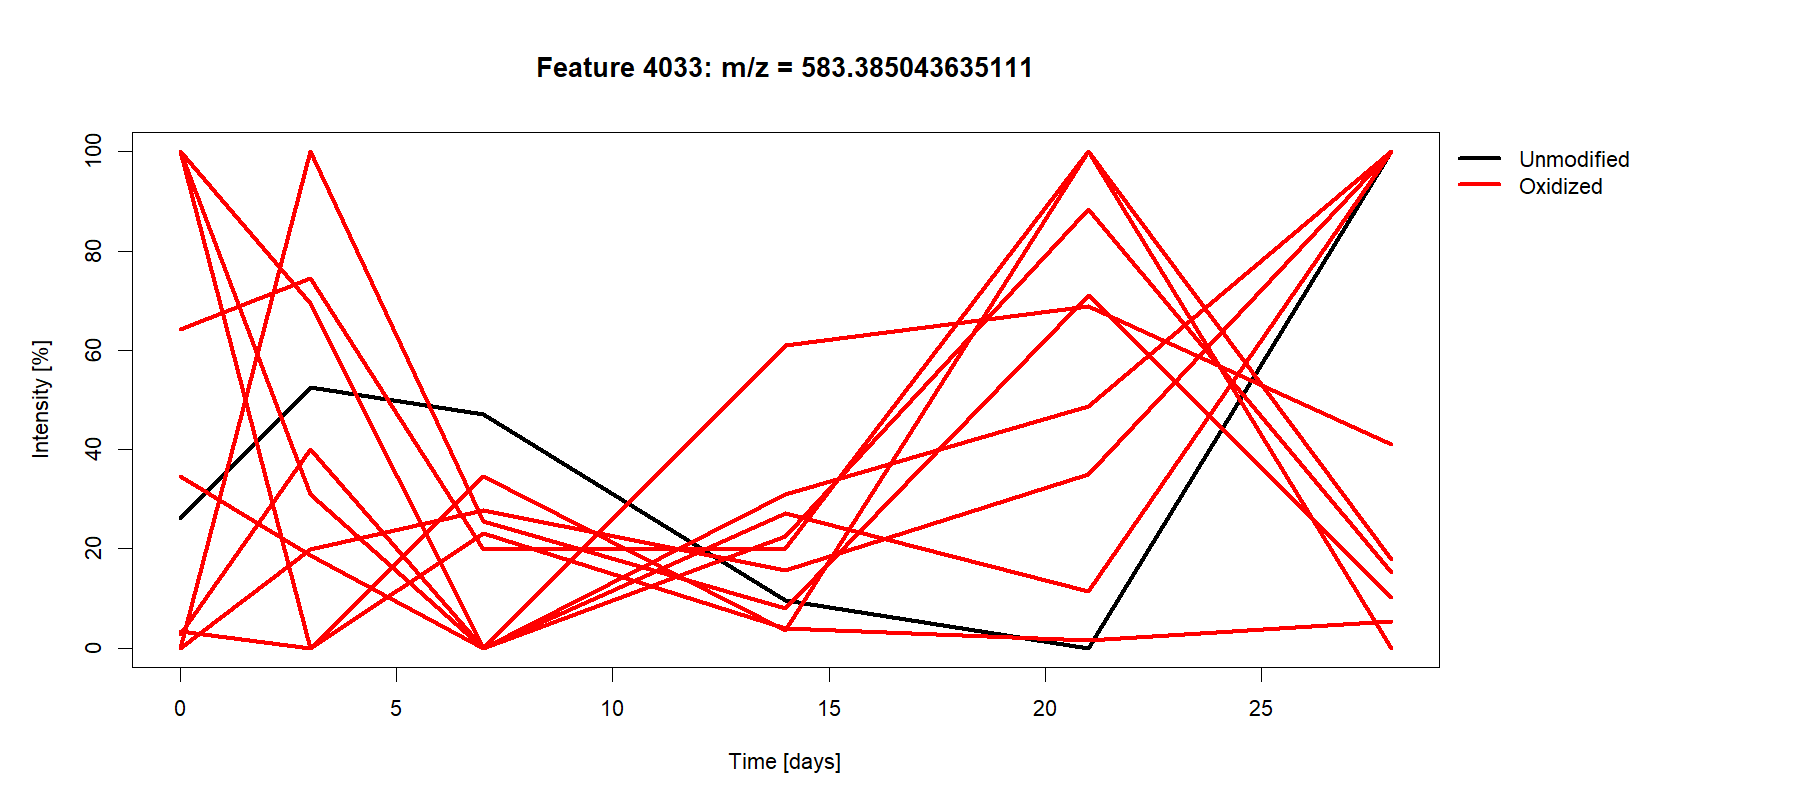 Feature 4033: m/z = 583.385043635111
Unmodified
Oxidized
Intensity [%]
100
80
60
40
20
0
0 5 10 15 20 25
Time [days]